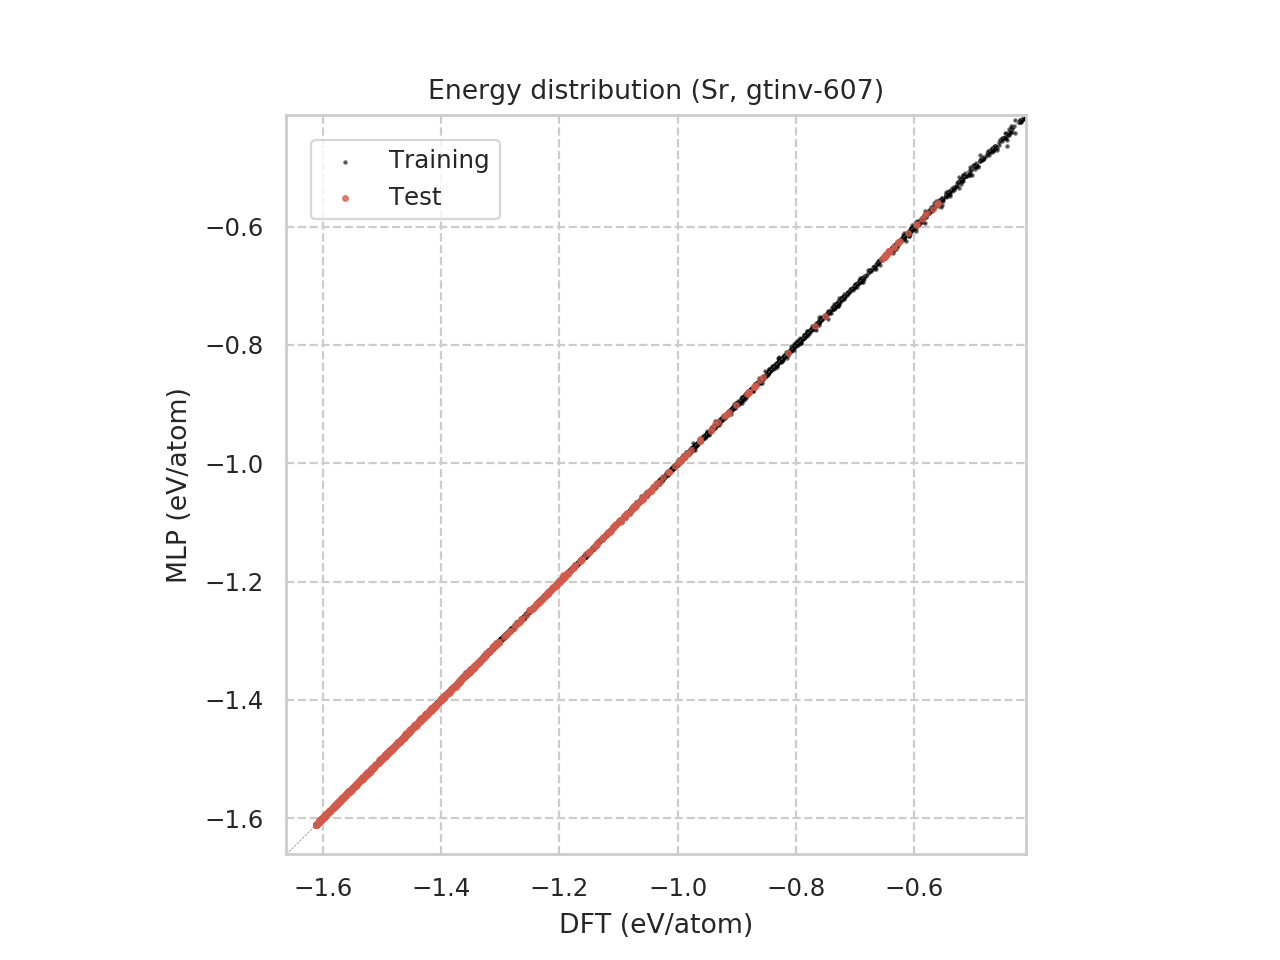 Energy distribution (Sr, gtinv-607)
Training
Test
−0.6
−0.8
−1.0
−1.2
−1.4
−1.6
MLP (eV/atom)
−1.6 −1.4 −1.2 −1.0 −0.8 −0.6
DFT (eV/atom)